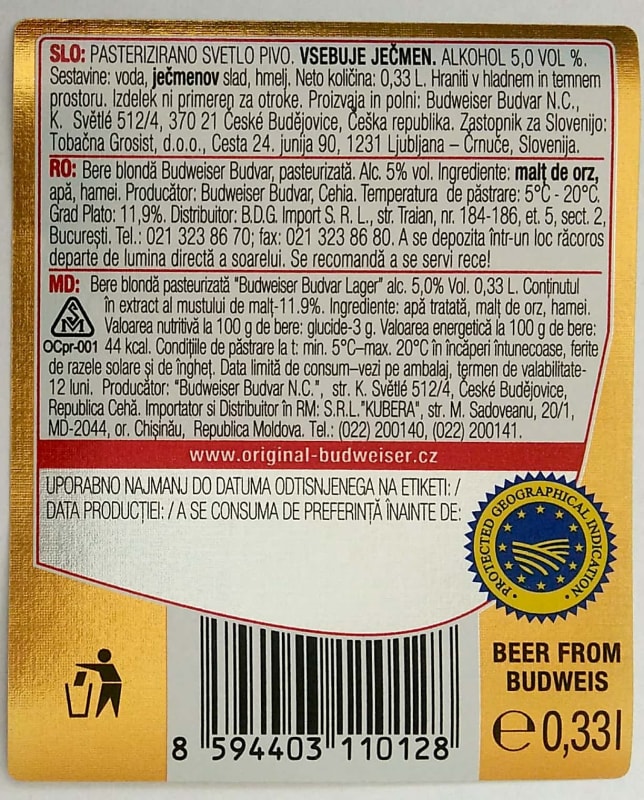 SLO: PASTERIZIRANO SVETLO PIVO. VSEBUJE JEČMEN. ALKOHOL 5,0 VOL %.
Sestavine: voda, ječmenov slad, hmelj. Neto količina: 0,33 L. Hraniti v hladnem in temnem
prostoru. Izdelek ni primeren za otroke. Proizvaja in polni: Budweiser Budvar N.C.,
K. Světlé 512/4, 370 21 České Budějovice, Češka republika. Zastopnik za Slovenijo:
Tobačna Grosist, d.o.o., Cesta 24. junija 90, 1231 Ljubljana – Črnuče, Slovenija.
RO: Bere blondă Budweiser Budvar, pasteurizată. Alc. 5% vol. Ingrediente: malţ de orz,
apă, hamei. Producător: Budweiser Budvar, Cehia. Temperatura de păstrare: 5°C - 20°C.
Grad Plato: 11,9%. Distribuitor: B.D.G. Import S. R. L., str. Traian, nr. 184-186, et. 5, sect. 2,
Bucureşti. Tel.: 021 323 86 70; fax: 021 323 86 80. A se depozita într-un loc răcoros
departe de lumina directă a soarelui. Se recomandă a se servi rece!
MD: Bere blondă pasteurizată "Budweiser Budvar Lager" alc. 5,0% Vol. 0,33 L. Conţinutul
în extract al mustului de malţ-11.9%. Ingrediente: apă tratată, malţ de orz, hamei.
Valoarea nutritivă la 100 g de bere: glucide-3 g. Valoarea energetică la 100 g de bere:
OCpr-001 44 kcal. Condiţiile de păstrare la t: min. 5°C–max. 20°C în încăperi întunecoase, ferite
de razele solare şi de îngheţ. Data limită de consum–vezi pe ambalaj, termen de valabilitate-
12 luni. Producător: "Budweiser Budvar N.C.", str. K. Světlé 512/4, České Budějovice,
Republica Cehă. Importator si Distribuitor în RM: S.R.L."KUBERA", str. M. Sadoveanu, 20/1,
MD-2044, or. Chişinău, Republica Moldova. Tel.: (022) 200140, (022) 200141.
www.original-budweiser.cz
UPORABNO NAJMANJ DO DATUMA ODTISNJENEGA NA ETIKETI: /
DATA PRODUCŢIEI: / A SE CONSUMA DE PREFERINŢĂ ÎNAINTE DE:
PROTECTED GEOGRAPHICAL INDICATION
BEER FROM
BUDWEIS
℮0,33l
8 594403 110128